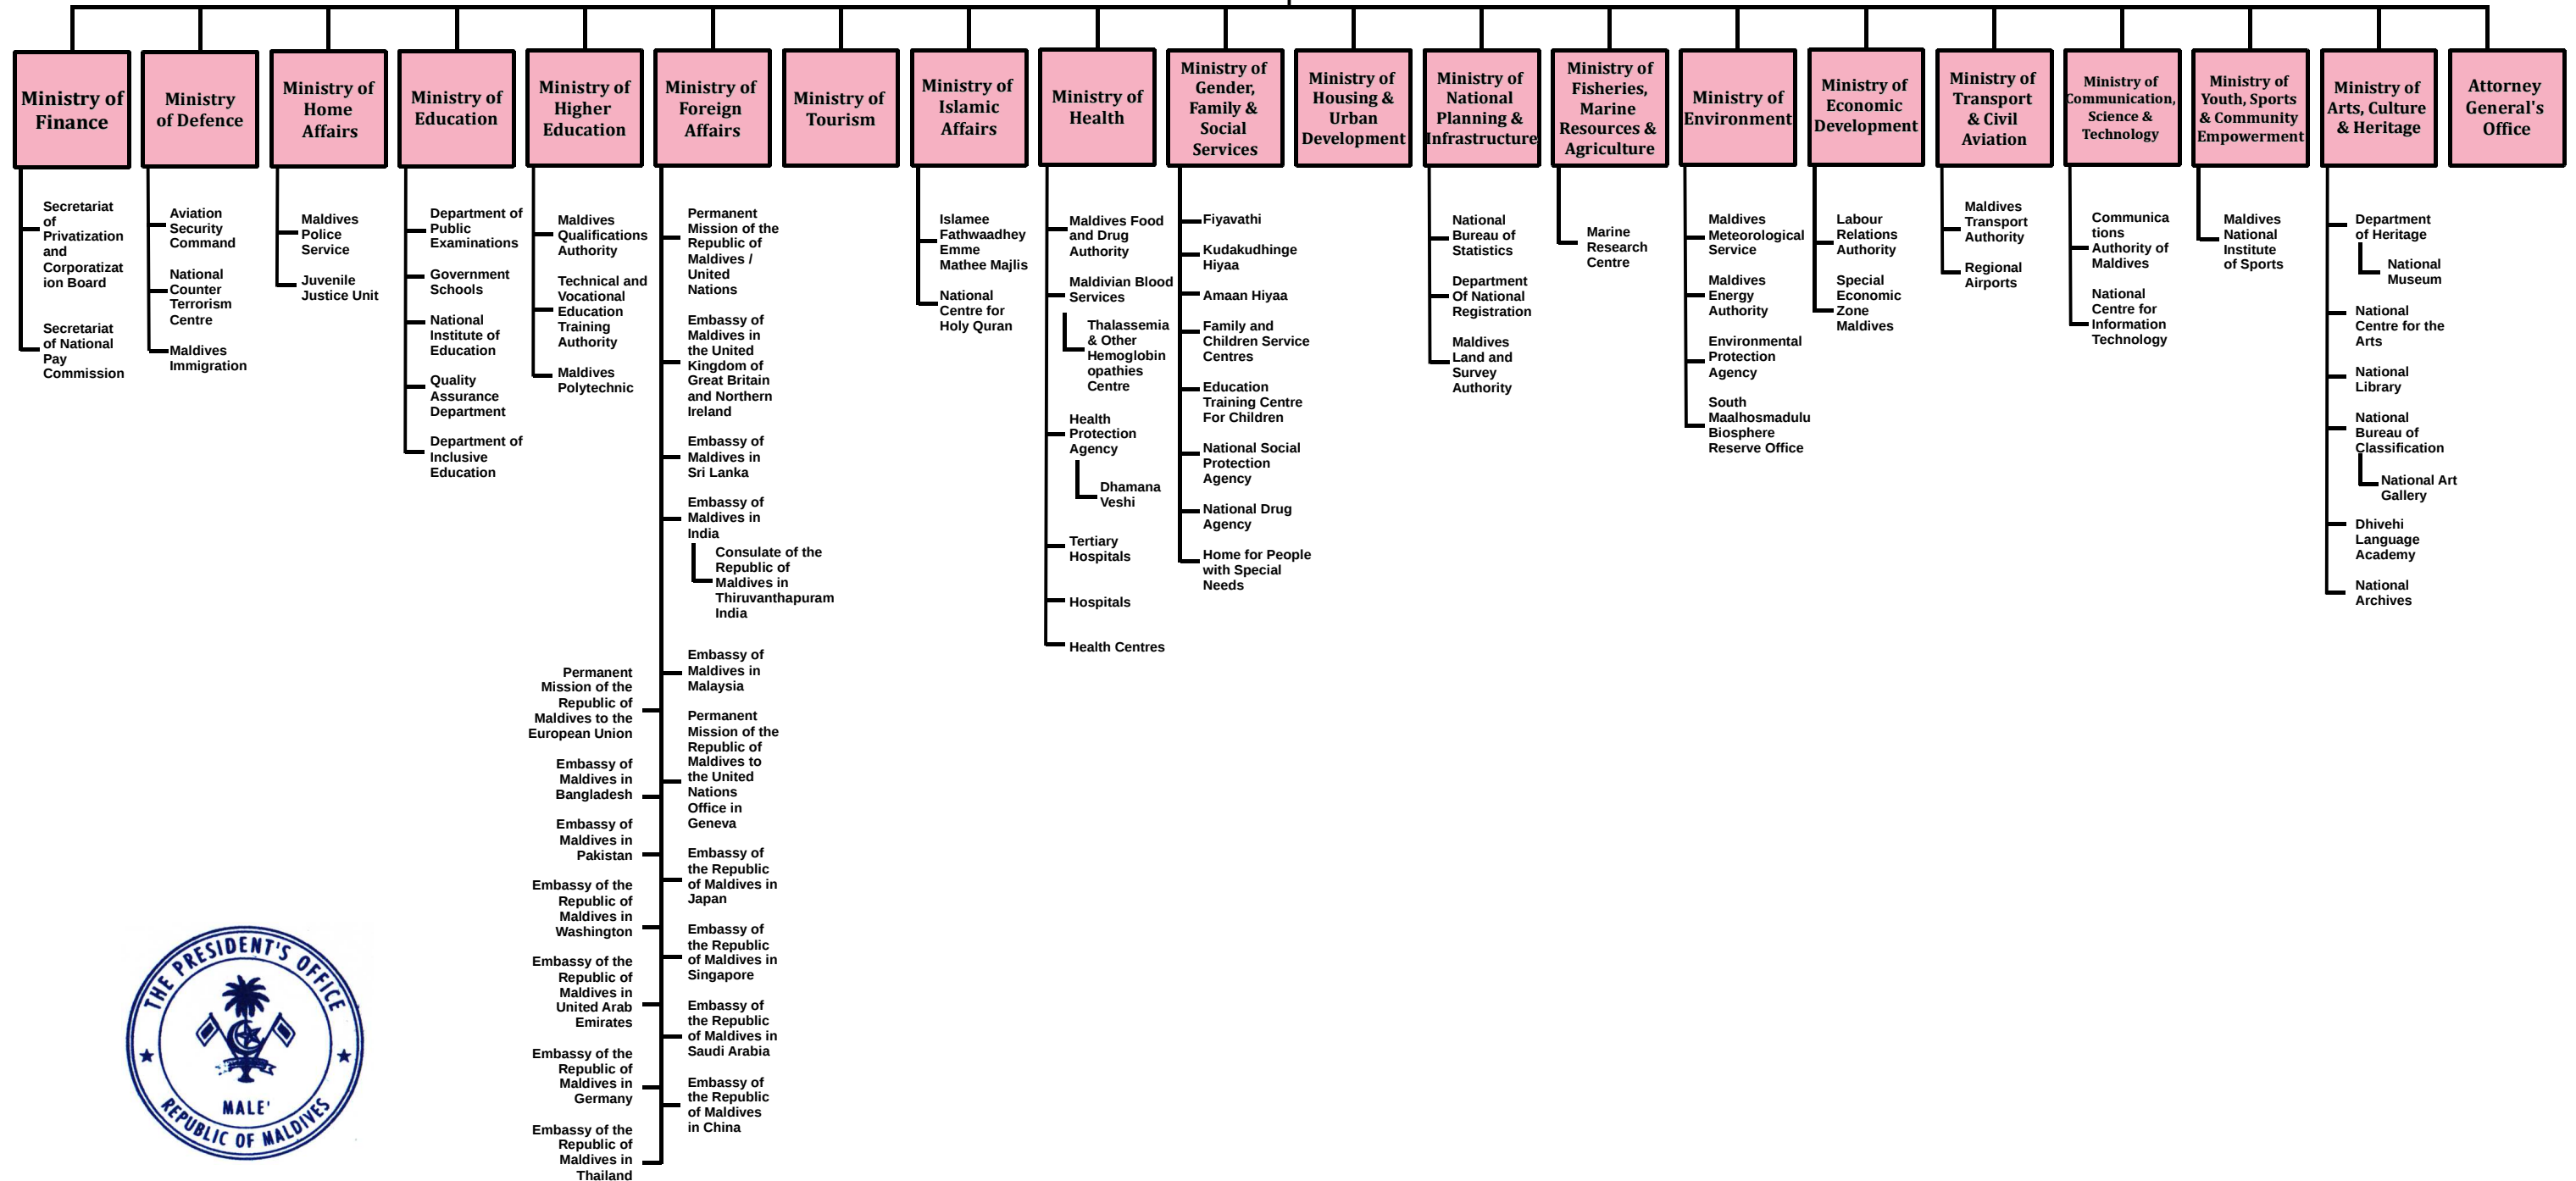 Ministry of
Finance
Ministry
of Defence
Ministry of
Home
Affairs
Ministry of
Education
Ministry of
Higher
Education
Ministry of
Foreign
Affairs
Ministry of
Tourism
Ministry of
Islamic
Affairs
Ministry of
Health
Ministry of
Gender,
Family &
Social
Services
Ministry of
Housing &
Urban
Development
Ministry of
National
Planning &
Infrastructure
Ministry of
Fisheries,
Marine
Resources &
Agriculture
Ministry of
Environment
Ministry of
Economic
Development
Ministry of
Transport
& Civil
Aviation
Ministry of
Communication,
Science &
Technology
Ministry of
Youth, Sports
& Community
Empowerment
Ministry of
Arts, Culture
& Heritage
Attorney
General's
Office
Secretariat
of
Privatization
and
Corporatizat
ion Board
Secretariat
of National
Pay
Commission
Aviation
Security
Command
National
Counter
Terrorism
Centre
Maldives
Immigration
Maldives
Police
Service
Juvenile
Justice Unit
Department of
Public
Examinations
Government
Schools
National
Institute of
Education
Quality
Assurance
Department
Department of
Inclusive
Education
Maldives
Qualifications
Authority
Technical and
Vocational
Education
Training
Authority
Maldives
Polytechnic
Permanent
Mission of the
Republic of
Maldives /
United
Nations
Embassy of
Maldives in
the United
Kingdom of
Great Britain
and Northern
Ireland
Embassy of
Maldives in
Sri Lanka
Embassy of
Maldives in
India
Consulate of the
Republic of
Maldives in
Thiruvanthapuram
India
Embassy of
Maldives in
Malaysia
Permanent
Mission of the
Republic of
Maldives to
the United
Nations
Office in
Geneva
Embassy of
the Republic
of Maldives in
Japan
Embassy of
the Republic
of Maldives in
Singapore
Embassy of
the Republic
of Maldives in
Saudi Arabia
Embassy of
the Republic
of Maldives
in China
Permanent
Mission of the
Republic of
Maldives to the
European Union
Embassy of
Maldives in
Bangladesh
Embassy of
Maldives in
Pakistan
Embassy of the
Republic of
Maldives in
Washington
Embassy of the
Republic of
Maldives in
United Arab
Emirates
Embassy of the
Republic of
Maldives in
Germany
Embassy of the
Republic of
Maldives in
Thailand
Islamee
Fathwaadhey
Emme
Mathee Majlis
National
Centre for
Holy Quran
Maldives Food
and Drug
Authority
Maldivian Blood
Services
Thalassemia
& Other
Hemoglobin
opathies
Centre
Health
Protection
Agency
Dhamana
Veshi
Tertiary
Hospitals
Hospitals
Health Centres
Fiyavathi
Kudakudhinge
Hiyaa
Amaan Hiyaa
Family and
Children Service
Centres
Education
Training Centre
For Children
National Social
Protection
Agency
National Drug
Agency
Home for People
with Special
Needs
National
Bureau of
Statistics
Department
Of National
Registration
Maldives
Land and
Survey
Authority
Marine
Research
Centre
Maldives
Meteorological
Service
Maldives
Energy
Authority
Environmental
Protection
Agency
South
Maalhosmadulu
Biosphere
Reserve Office
Labour
Relations
Authority
Special
Economic
Zone
Maldives
Maldives
Transport
Authority
Regional
Airports
Communica
tions
Authority of
Maldives
National
Centre for
Information
Technology
Maldives
National
Institute
of Sports
Department
of Heritage
National
Museum
National
Centre for the
Arts
National
Library
National
Bureau of
Classification
National Art
Gallery
Dhivehi
Language
Academy
National
Archives
THE PRESIDENT'S OFFICE
MALE'
REPUBLIC OF MALDIVES